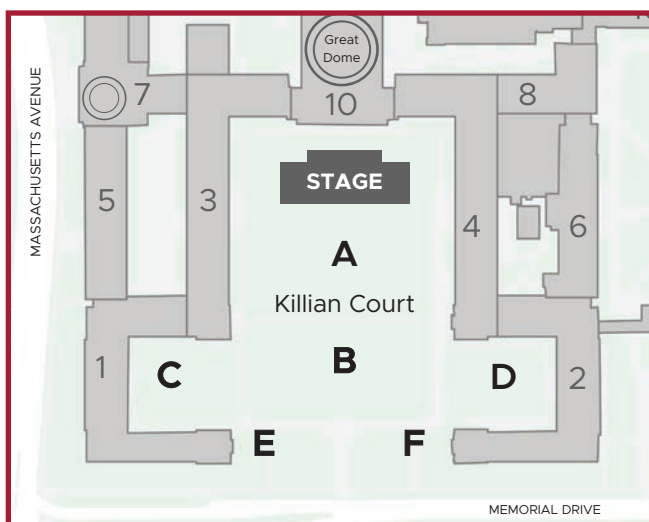 Great
Dome
7
10
8
MASSACHUSETTS AVENUE
STAGE
5
3
4
6
A
Killian Court
1
C
B
D
2
E
F
MEMORIAL DRIVE